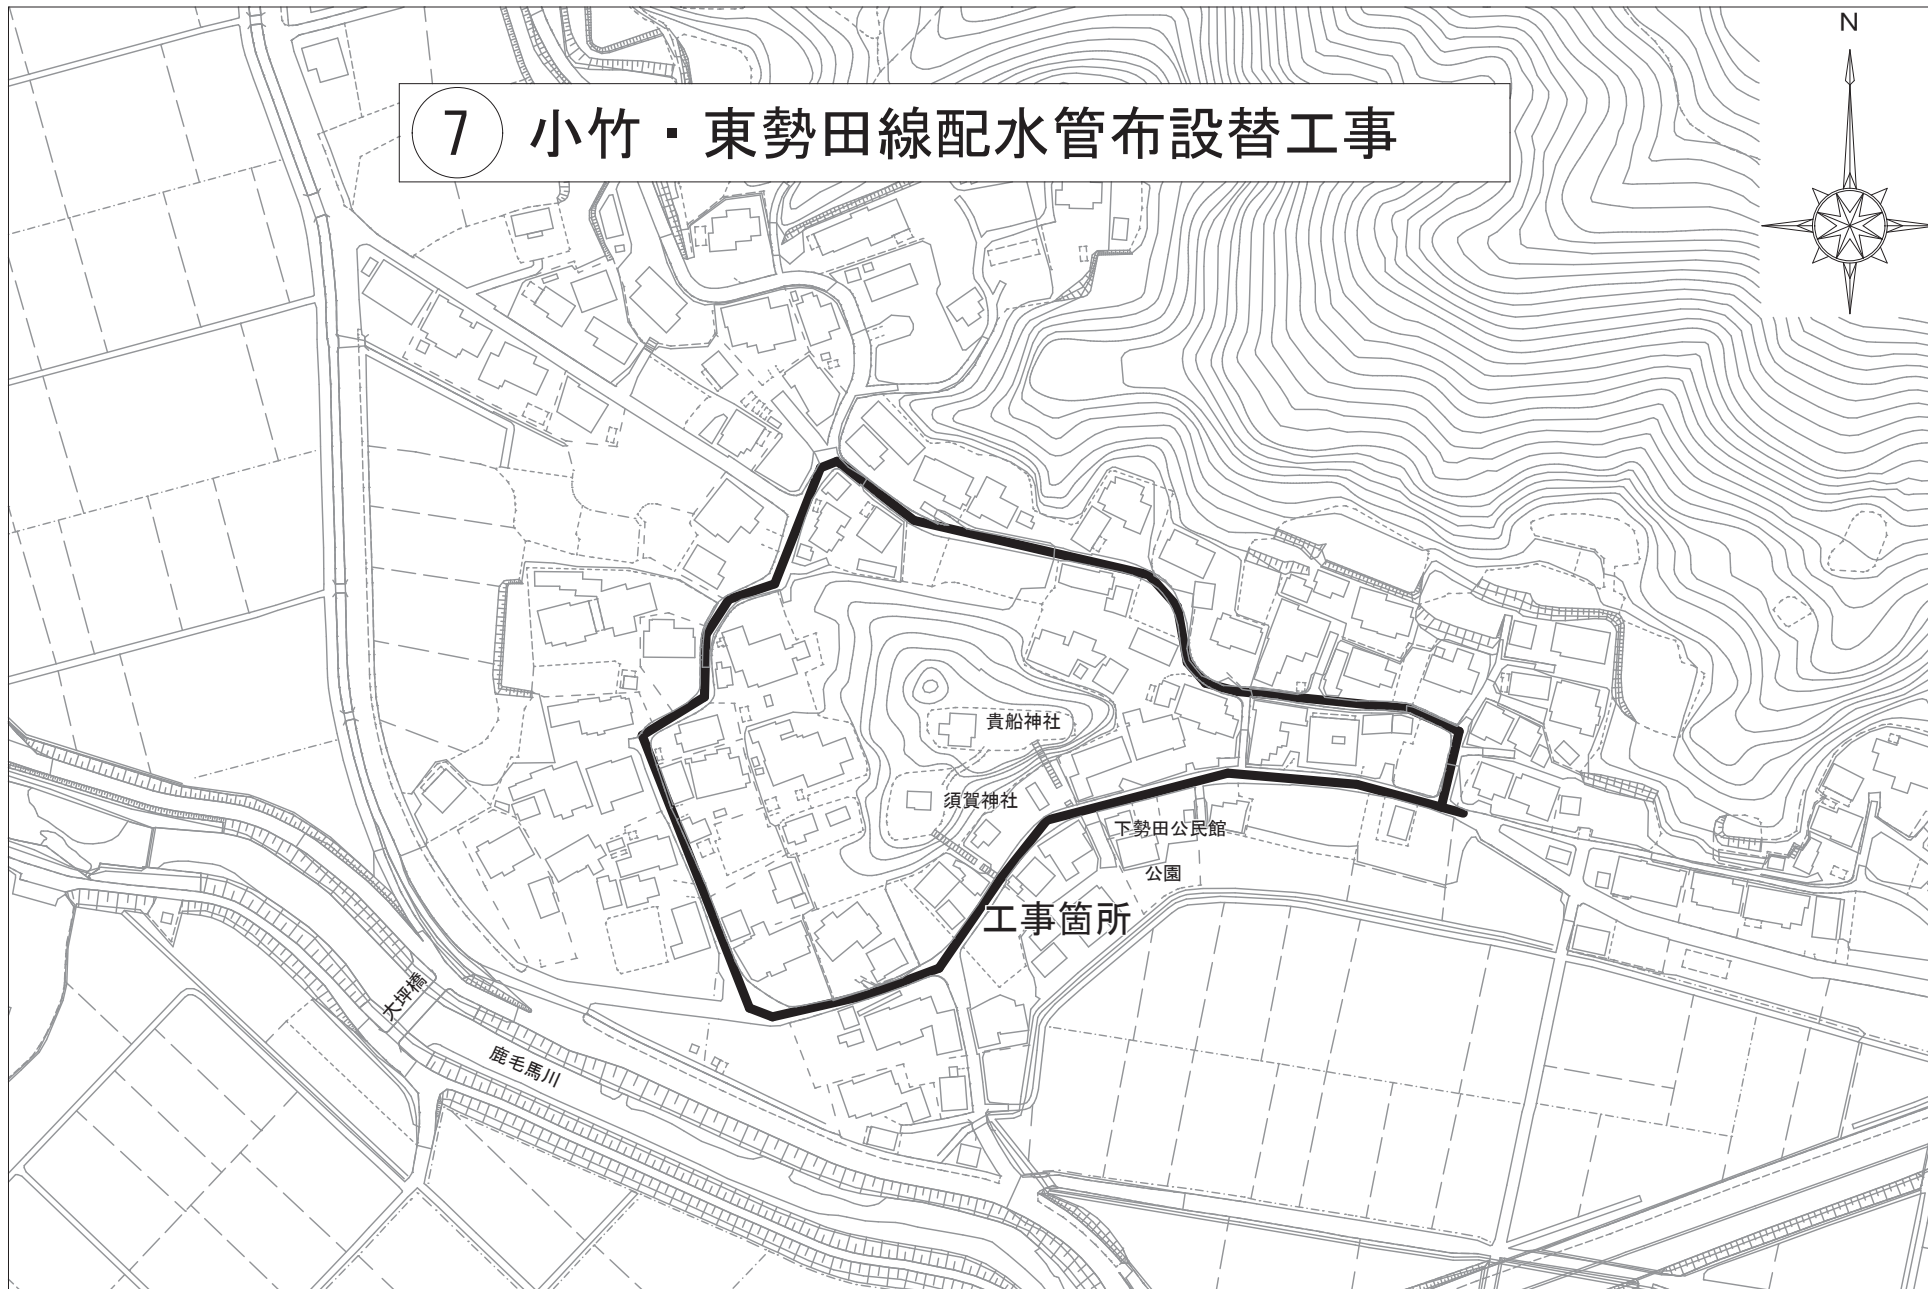 N
7 小竹・東勢田線配水管布設替工事
貴船神社
須賀神社
下勢田公民館
公園
工事箇所
大坪橋
鹿毛馬川